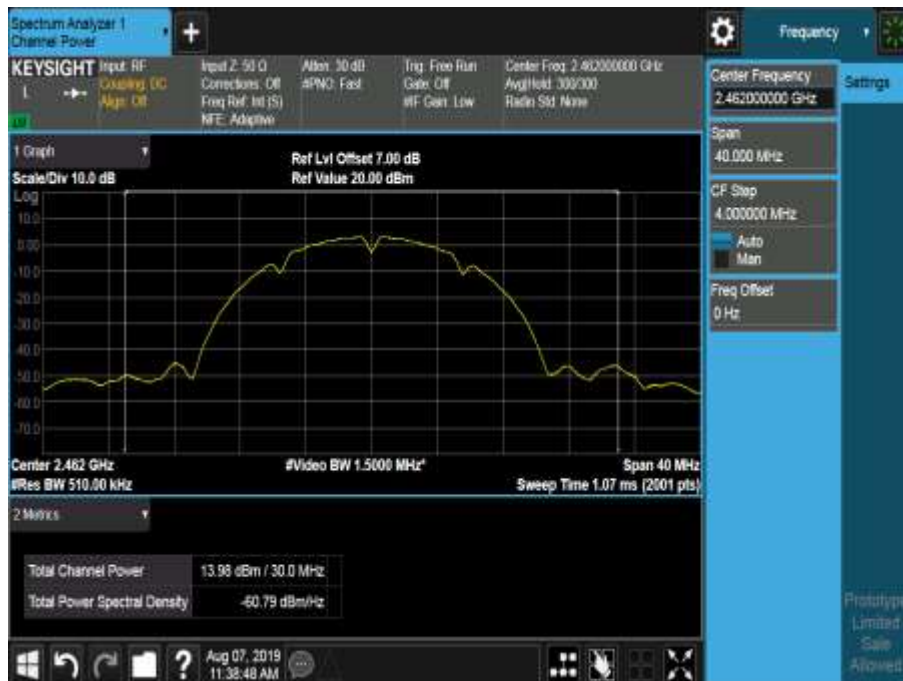 Spectrum Analyzer 1
Channel Power
+
Frequency
KEYSIGHT
L
Input: RF
Coupling: DC
Align: Off
Input Z: 50 Ω
Corrections: Off
Freq Ref: Int (S)
NFE: Adaptive
Atten: 30 dB
#PNO: Fast
Trig: Free Run
Gate: Off
#IF Gain: Low
Center Freq: 2.462000000 GHz
Avg|Hold: 300/300
Radio Std: None
Center Frequency
2.462000000 GHz
Settings
Span
40.000 MHz
CF Step
4.000000 MHz
Auto
Man
Freq Offset
0 Hz
1 Graph
Scale/Div 10.0 dB
Ref Lvl Offset 7.00 dB
Ref Value 20.00 dBm
Log
10.0
0.00
-10.0
-20.0
-30.0
-40.0
-50.0
-60.0
-70.0
Center 2.462 GHz
#Video BW 1.5000 MHz*
Span 40 MHz
#Res BW 510.00 kHz
Sweep Time 1.07 ms (2001 pts)
2 Metrics
Total Channel Power 13.98 dBm / 30.0 MHz
Total Power Spectral Density -60.79 dBm/Hz
Prototype
Limited
Sale
Allowed
?
Aug 07, 2019
11:38:48 AM